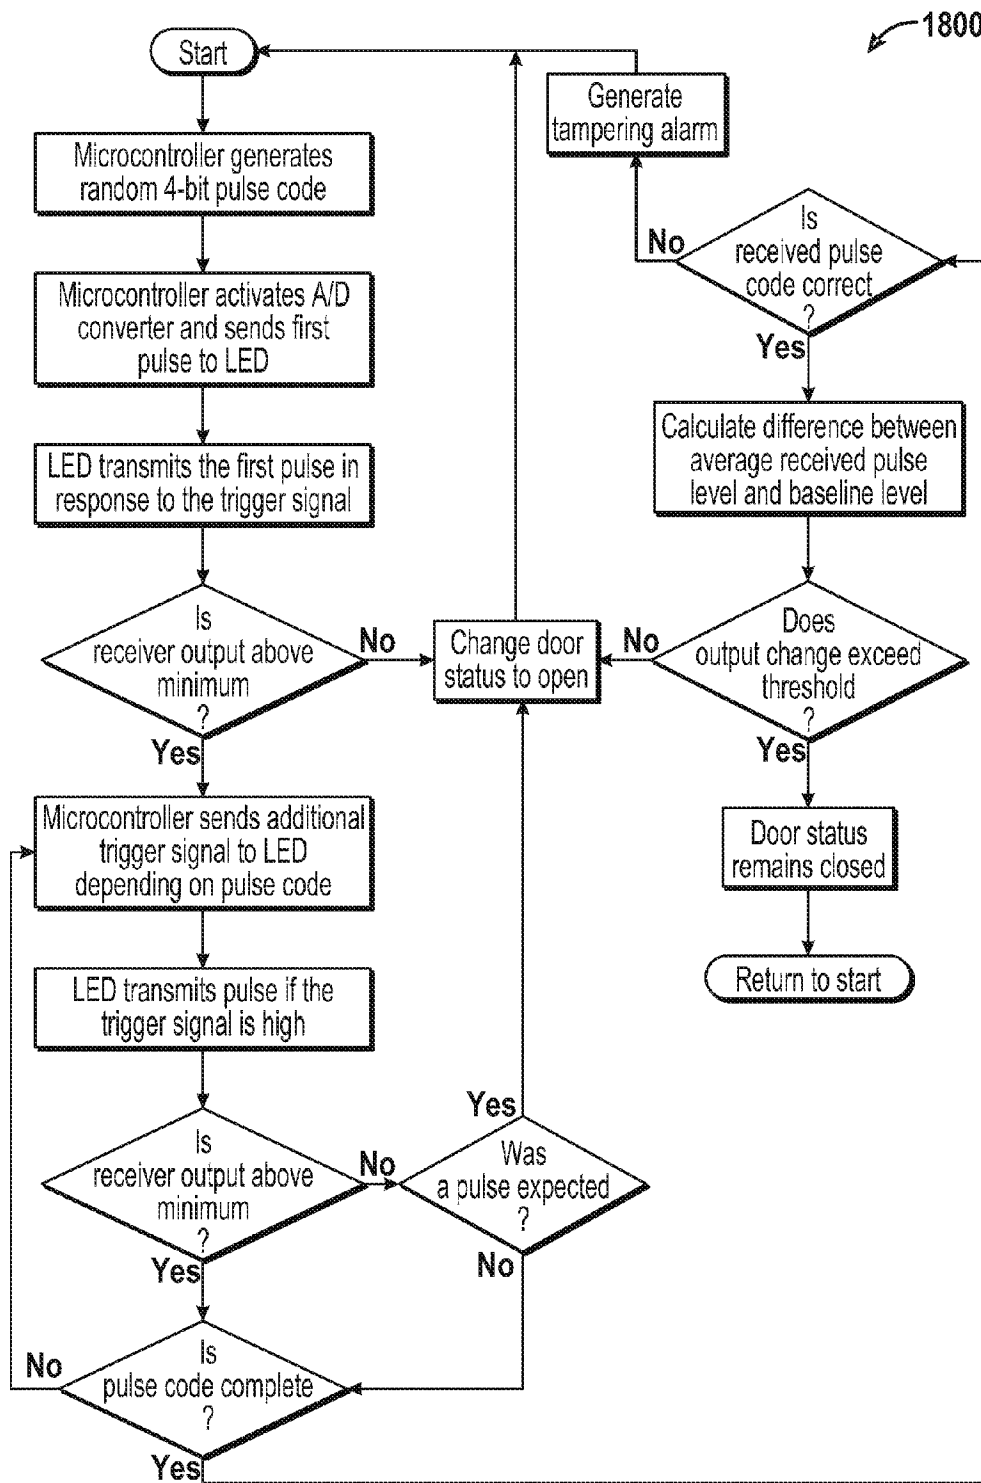 1800
Start
Microcontroller generates
random 4-bit pulse code
Microcontroller activates A/D
converter and sends first
pulse to LED
LED transmits the first pulse in
response to the trigger signal
Is
receiver output above
minimum
?
No
Yes
Change door
status to open
Microcontroller sends additional
trigger signal to LED
depending on pulse code
LED transmits pulse if the
trigger signal is high
Is
receiver output above
minimum
?
No
Yes
Was
a pulse expected
?
Yes
No
Is
pulse code complete
?
No
Yes
Is
received pulse
code correct
?
No
Yes
Generate
tampering alarm
Calculate difference between
average received pulse
level and baseline level
Does
output change exceed
threshold
?
No
Yes
Door status
remains closed
Return to start